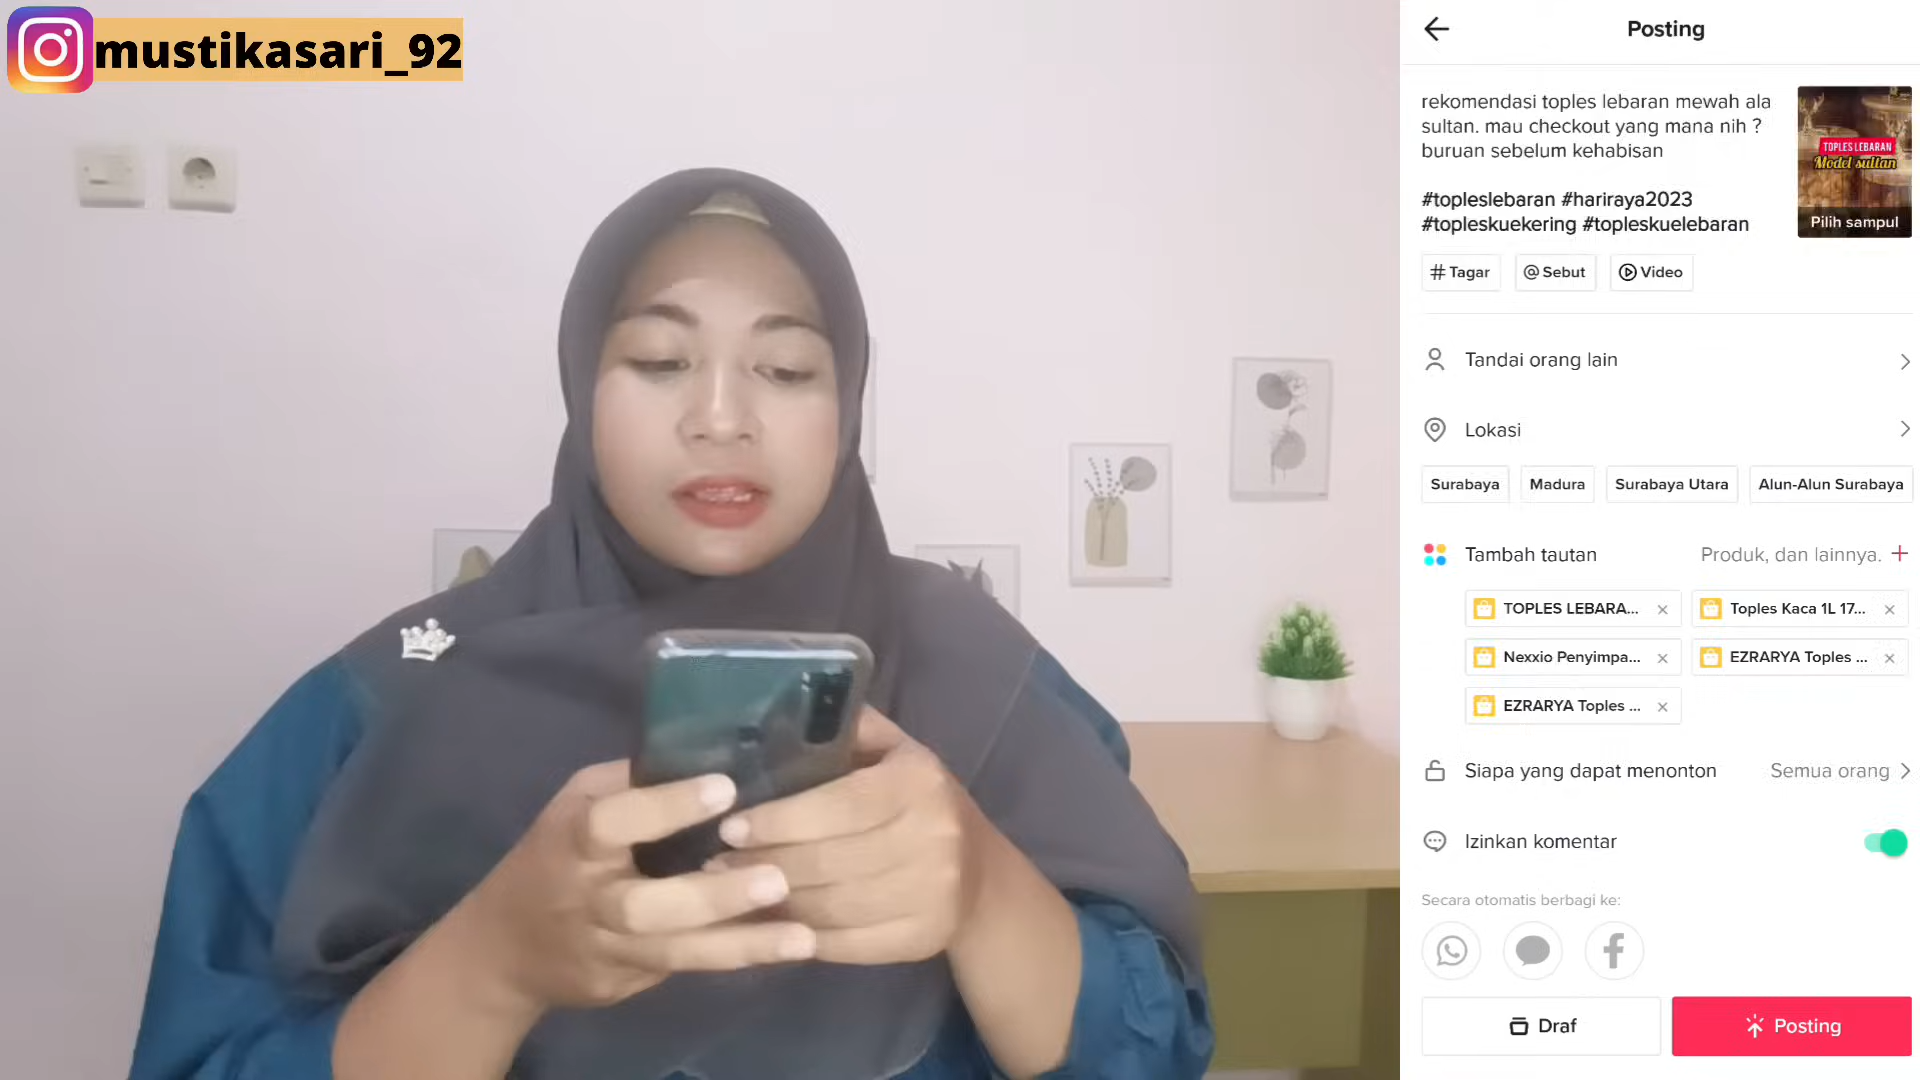 mustikasari_92
Posting
rekomendasi toples lebaran mewah ala
sultan. mau checkout yang mana nih ?
buruan sebelum kehabisan
#topleslebaran #hariraya2023
#topleskuekering #topleskuelebaran
TOPLES LEBARAN
Model sultan
Pilih sampul
# Tagar
@ Sebut
Video
Tandai orang lain
Lokasi
Surabaya
Madura
Surabaya Utara
Alun-Alun Surabaya
Tambah tautan
Produk, dan lainnya. +
TOPLES LEBARA... ×
Toples Kaca 1L 17... ×
Nexxio Penyimpa... ×
EZRARYA Toples ... ×
EZRARYA Toples ... ×
Siapa yang dapat menonton
Semua orang
Izinkan komentar
Secara otomatis berbagi ke:
Draf
Posting